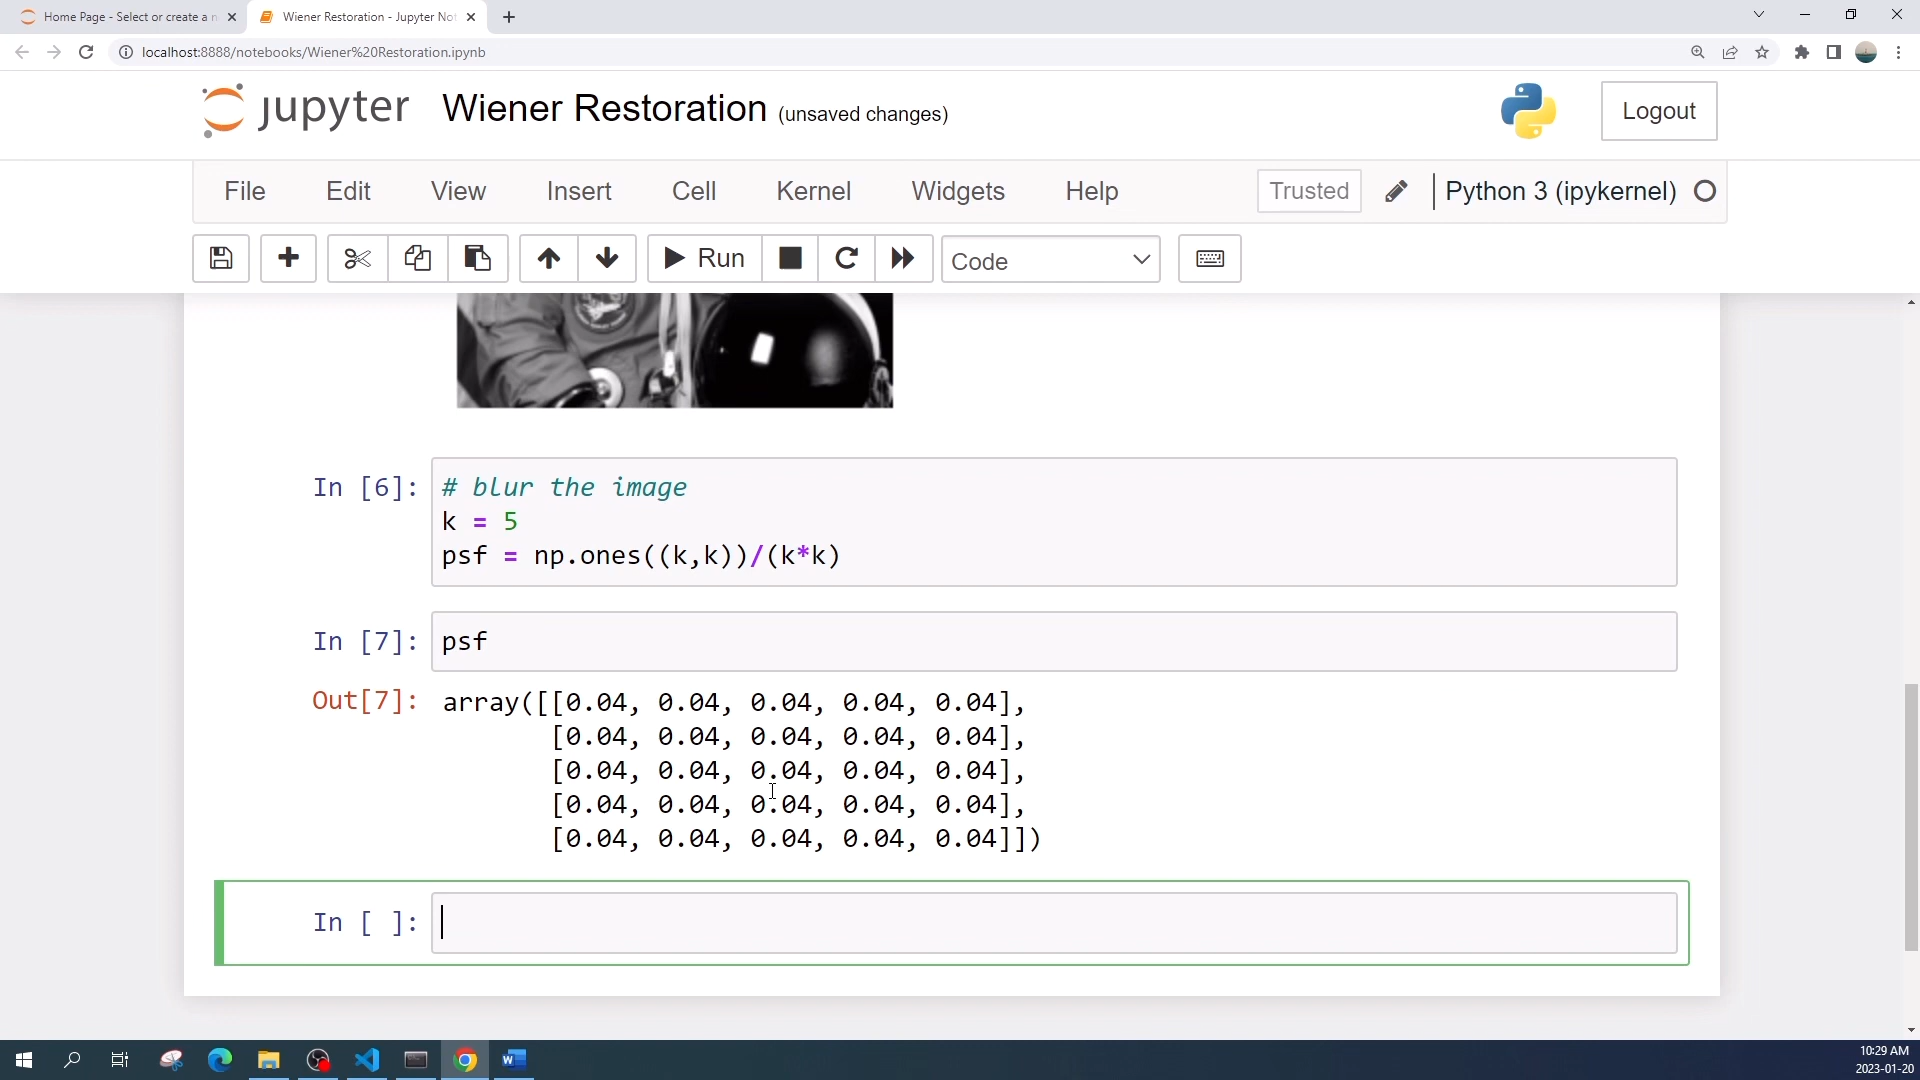 Home Page - Select or create a n
Wiener Restoration - Jupyter Not
localhost:8888/notebooks/Wiener%20Restoration.ipynb
jupyter
Wiener Restoration (unsaved changes)
Logout
File Edit View Insert Cell Kernel Widgets Help
Trusted
Python 3 (ipykernel)
Run
Code
In [6]:
# blur the image
k = 5
psf = np.ones((k,k))/(k*k)
In [7]:
psf
Out[7]:
array([[0.04, 0.04, 0.04, 0.04, 0.04],
[0.04, 0.04, 0.04, 0.04, 0.04],
[0.04, 0.04, 0.04, 0.04, 0.04],
[0.04, 0.04, 0.04, 0.04, 0.04],
[0.04, 0.04, 0.04, 0.04, 0.04]])
In [ ]:
10:29 AM
2023-01-20